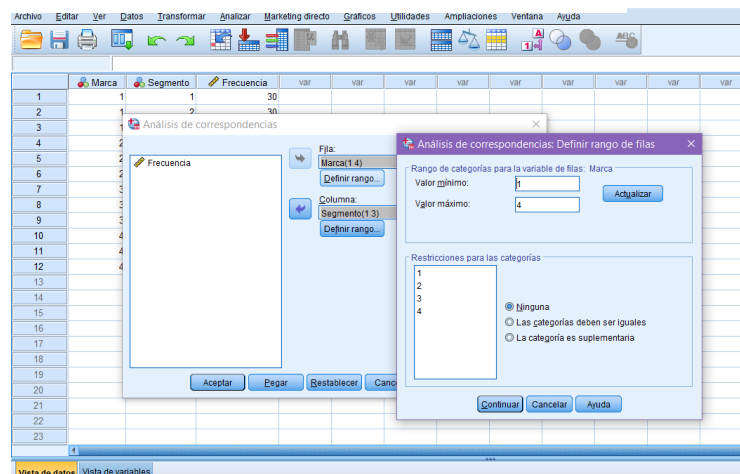 Archivo Editar Ver Datos Transformar Analizar Marketing directo Gráficos Utilidades Ampliaciones Ventana Ayuda
Marca Segmento Frecuencia var var var var var var var
1 1 1 30
2 1 2 30
3 1
4 2
5 2
6 2
7 3
8 3
9 3
10 4
11 4
12 4
13
14
15
16
17
18
19
20
21
22
23
Análisis de correspondencias
Frecuencia
Fila:
Marca(1 4)
Definir rango...
Columna:
Segmento(1 3)
Definir rango...
Aceptar Pegar Restablecer Canc
Análisis de correspondencias: Definir rango de filas
Rango de categorías para la variable de filas: Marca
Valor mínimo: 1
Valor máximo: 4
Actualizar
Restricciones para las categorías
1
2
3
4
Ninguna
Las categorías deben ser iguales
La categoría es suplementaria
Continuar Cancelar Ayuda
Vista de datos Vista de variables